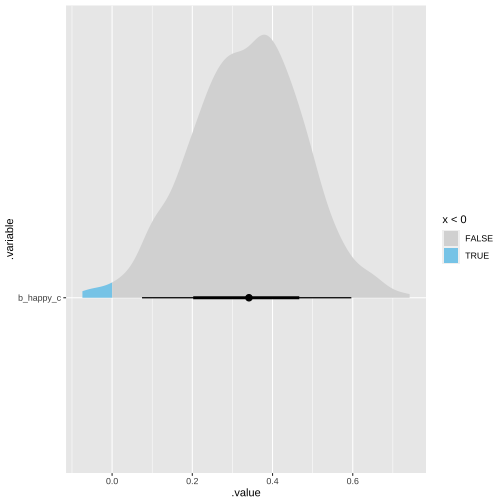 .variable
b_happy_c
0.0 0.2 0.4 0.6
.value
x < 0
FALSE
TRUE